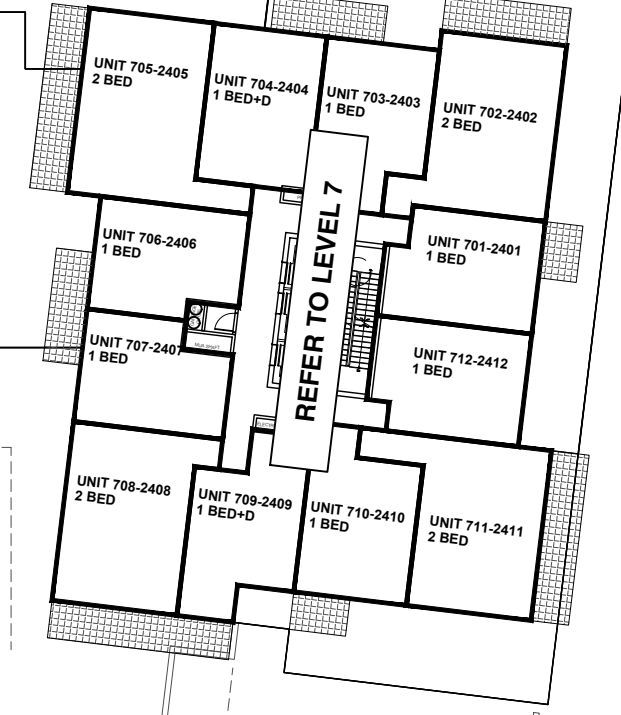 UNIT 705-2405
2 BED
UNIT 704-2404
1 BED+D
UNIT 703-2403
1 BED
UNIT 702-2402
2 BED
UNIT 706-2406
1 BED
REFER TO LEVEL 7
UNIT 701-2401
1 BED
UNIT 707-2407
1 BED
UNIT 712-2412
1 BED
UNIT 708-2408
2 BED
UNIT 709-2409
1 BED+D
UNIT 710-2410
1 BED
UNIT 711-2411
2 BED